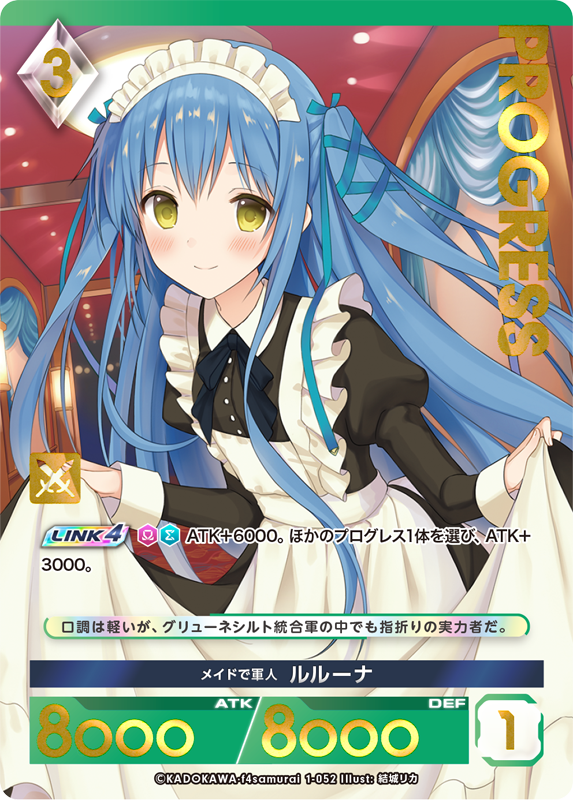 3
PROGRESS
LINK4 Ω Σ ATK+6000。ほかのプログレス1体を選び、ATK+
3000。
口調は軽いが、グリューネシルト統合軍の中でも指折りの実力者だ。
メイドで軍人 ルルーナ
ATK DEF
8000 8000 1
©KADOKAWA-f4samurai 1-052 Illust: 結城リカ